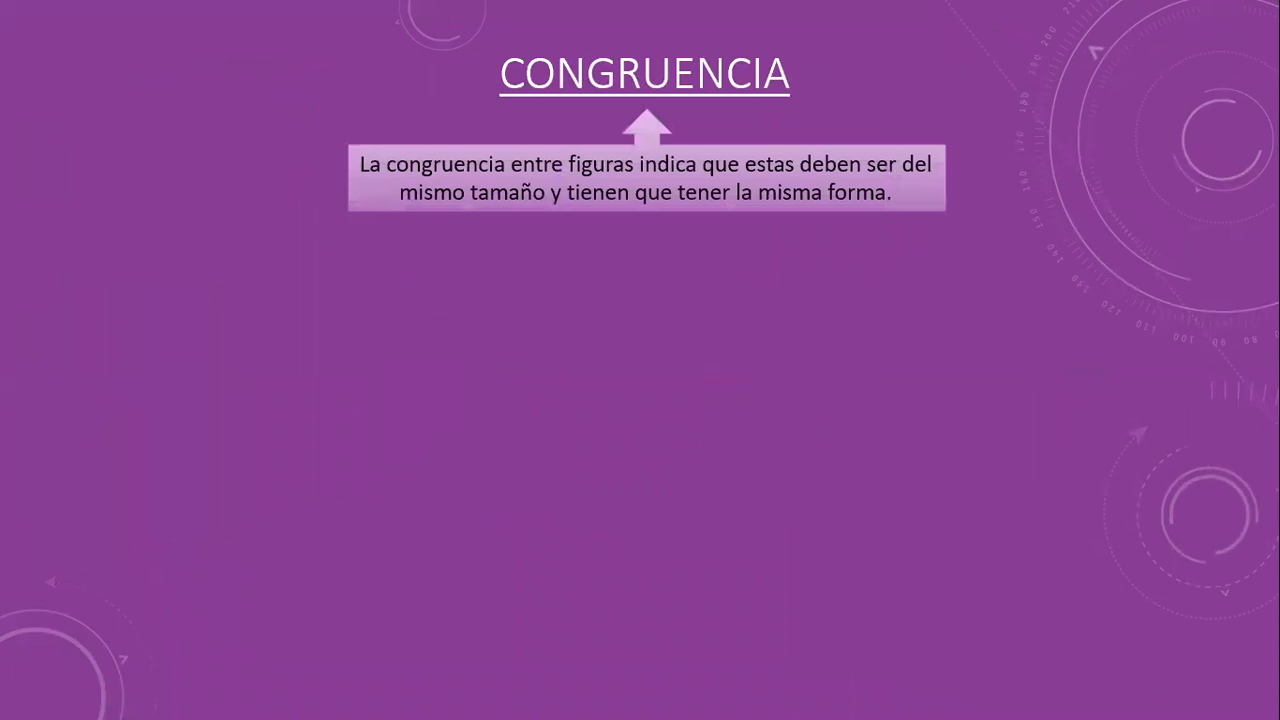 CONGRUENCIA
La congruencia entre figuras indica que estas deben ser del
mismo tamaño y tienen que tener la misma forma.